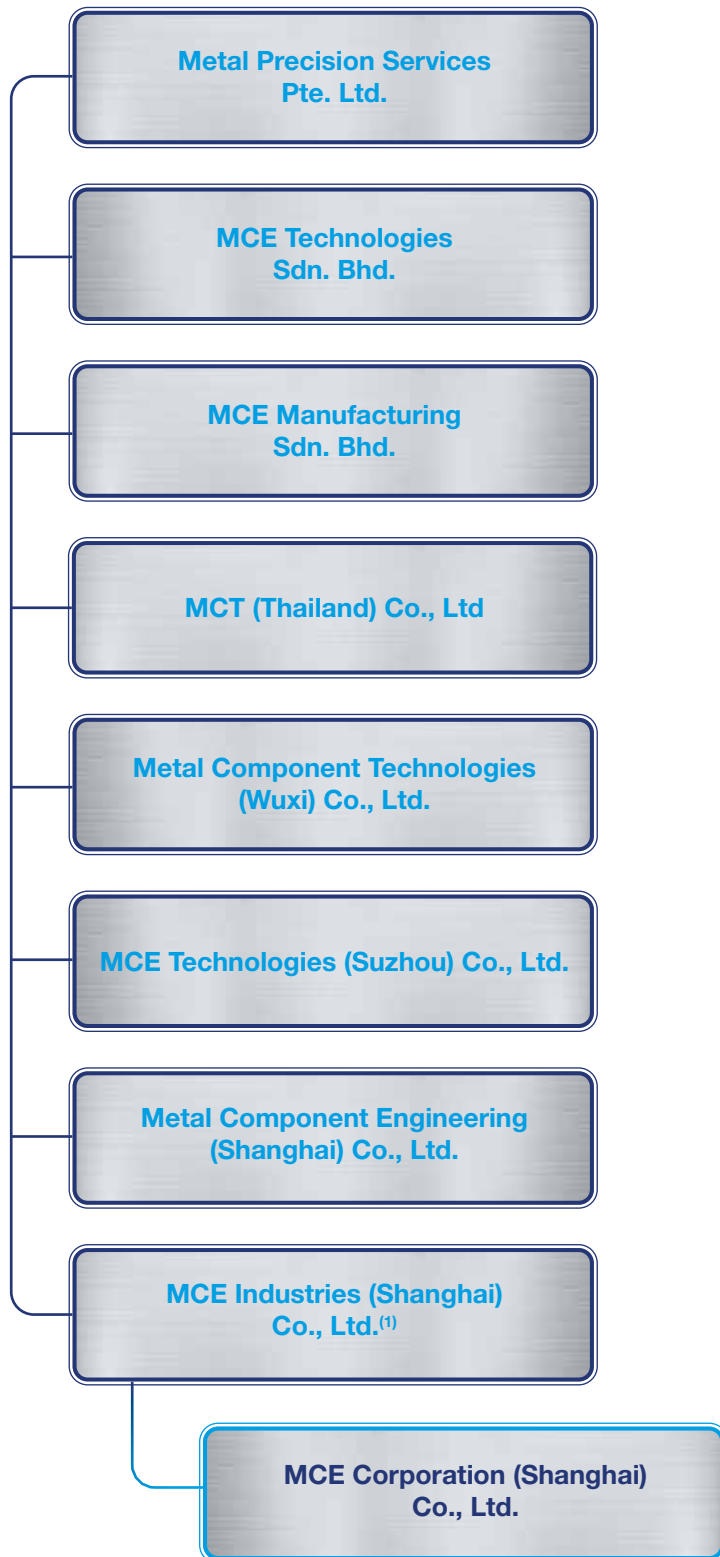 Metal Precision Services
Pte. Ltd.
MCE Technologies
Sdn. Bhd.
MCE Manufacturing
Sdn. Bhd.
MCT (Thailand) Co., Ltd
Metal Component Technologies
(Wuxi) Co., Ltd.
MCE Technologies (Suzhou) Co., Ltd.
Metal Component Engineering
(Shanghai) Co., Ltd.
MCE Industries (Shanghai)
Co., Ltd.(1)
MCE Corporation (Shanghai)
Co., Ltd.